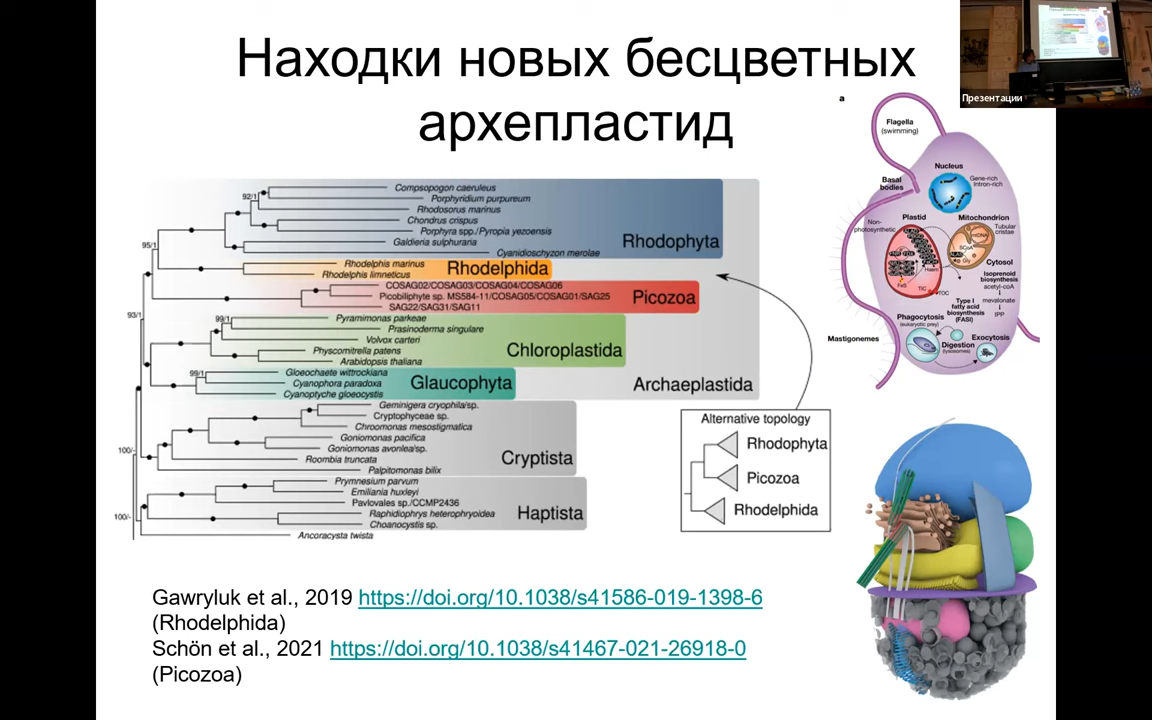 Находки новых бесцветных
архепластид
Презентации
92/1
Compsopogon caeruleus
Porphyridium purpureum
Rhodosorus marinus
Chondrus crispus
Porphyra spp./Pyropia yezoensis
Galdieria sulphuraria
Cyanidioschyzon merolae
Rhodophyta
95/1
Rhodelphis marinus
Rhodelphis limneticus
Rhodelphida
COSAG02/COSAG03/COSAG04/COSAG06
Picobiliphyte sp. MS584-11/COSAG05/COSAG01/SAG25
SAG22/SAG31/SAG11
Picozoa
93/1
99/1
Pyramimonas parkeae
Prasinoderma singulare
Volvox carteri
Physcomitrella patens
Arabidopsis thaliana
Chloroplastida
99/1
Gloeochaete wittrockiana
Cyanophora paradoxa
Cyanoptyche gloeocystis
Glaucophyta
Archaeplastida
Geminigera cryophila/sp.
Cryptophyceae sp.
Chroomonas mesostigmatica
Goniomonas pacifica
Goniomonas avonlea/sp.
Roombia truncata
Palpitomonas bilix
Cryptista
100/-
Prymnesium parvum
Emiliania huxleyi
Pavlovales sp./CCMP2436
Raphidiophrys heterophryoidea
Choanocystis sp.
Haptista
100/-
Ancoracysta twista
Alternative topology
Rhodophyta
Picozoa
Rhodelphida
a
Flagella
(swimming)
Nucleus
Gene-rich
Intron-rich
Basal
bodies
Plastid
Non-
photosynthetic
Mitochondrion
Tubular
cristae
mtDNA
Gly
Haem
FeS
TIC
TOC
Cytosol
Isoprenoid
biosynthesis
acetyl-coA
mevalonate
IPP
Type I
fatty acid
biosynthesis
(FASI)
Phagocytosis
(eukaryotic prey)
Digestion
(lysosomes)
Exocytosis
Mastigonemes
Gawryluk et al., 2019 https://doi.org/10.1038/s41586-019-1398-6
(Rhodelphida)
Schön et al., 2021 https://doi.org/10.1038/s41467-021-26918-0
(Picozoa)